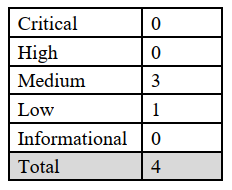 Critical 0
High 0
Medium 3
Low 1
Informational 0
Total 4